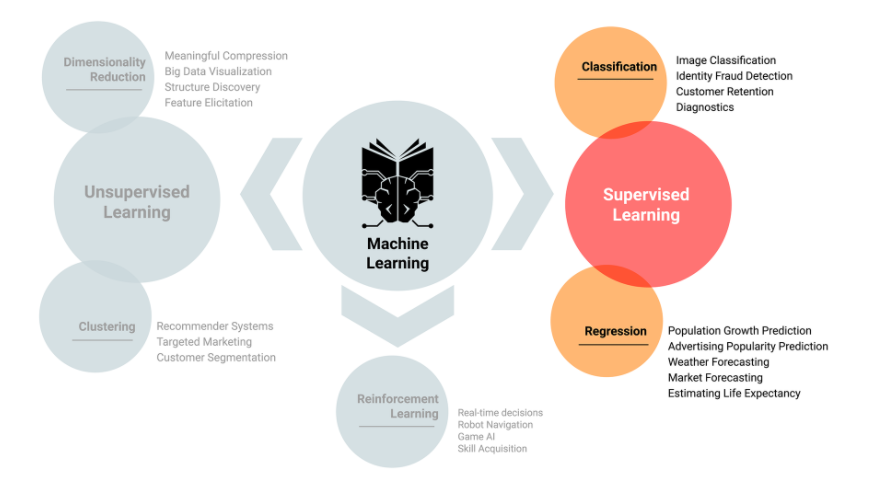 Dimensionality
Reduction
Meaningful Compression
Big Data Visualization
Structure Discovery
Feature Elicitation
Unsupervised
Learning
Clustering
Recommender Systems
Targeted Marketing
Customer Segmentation
Machine
Learning
Reinforcement
Learning
Real-time decisions
Robot Navigation
Game AI
Skill Acquisition
Classification
Image Classification
Identity Fraud Detection
Customer Retention
Diagnostics
Supervised
Learning
Regression
Population Growth Prediction
Advertising Popularity Prediction
Weather Forecasting
Market Forecasting
Estimating Life Expectancy